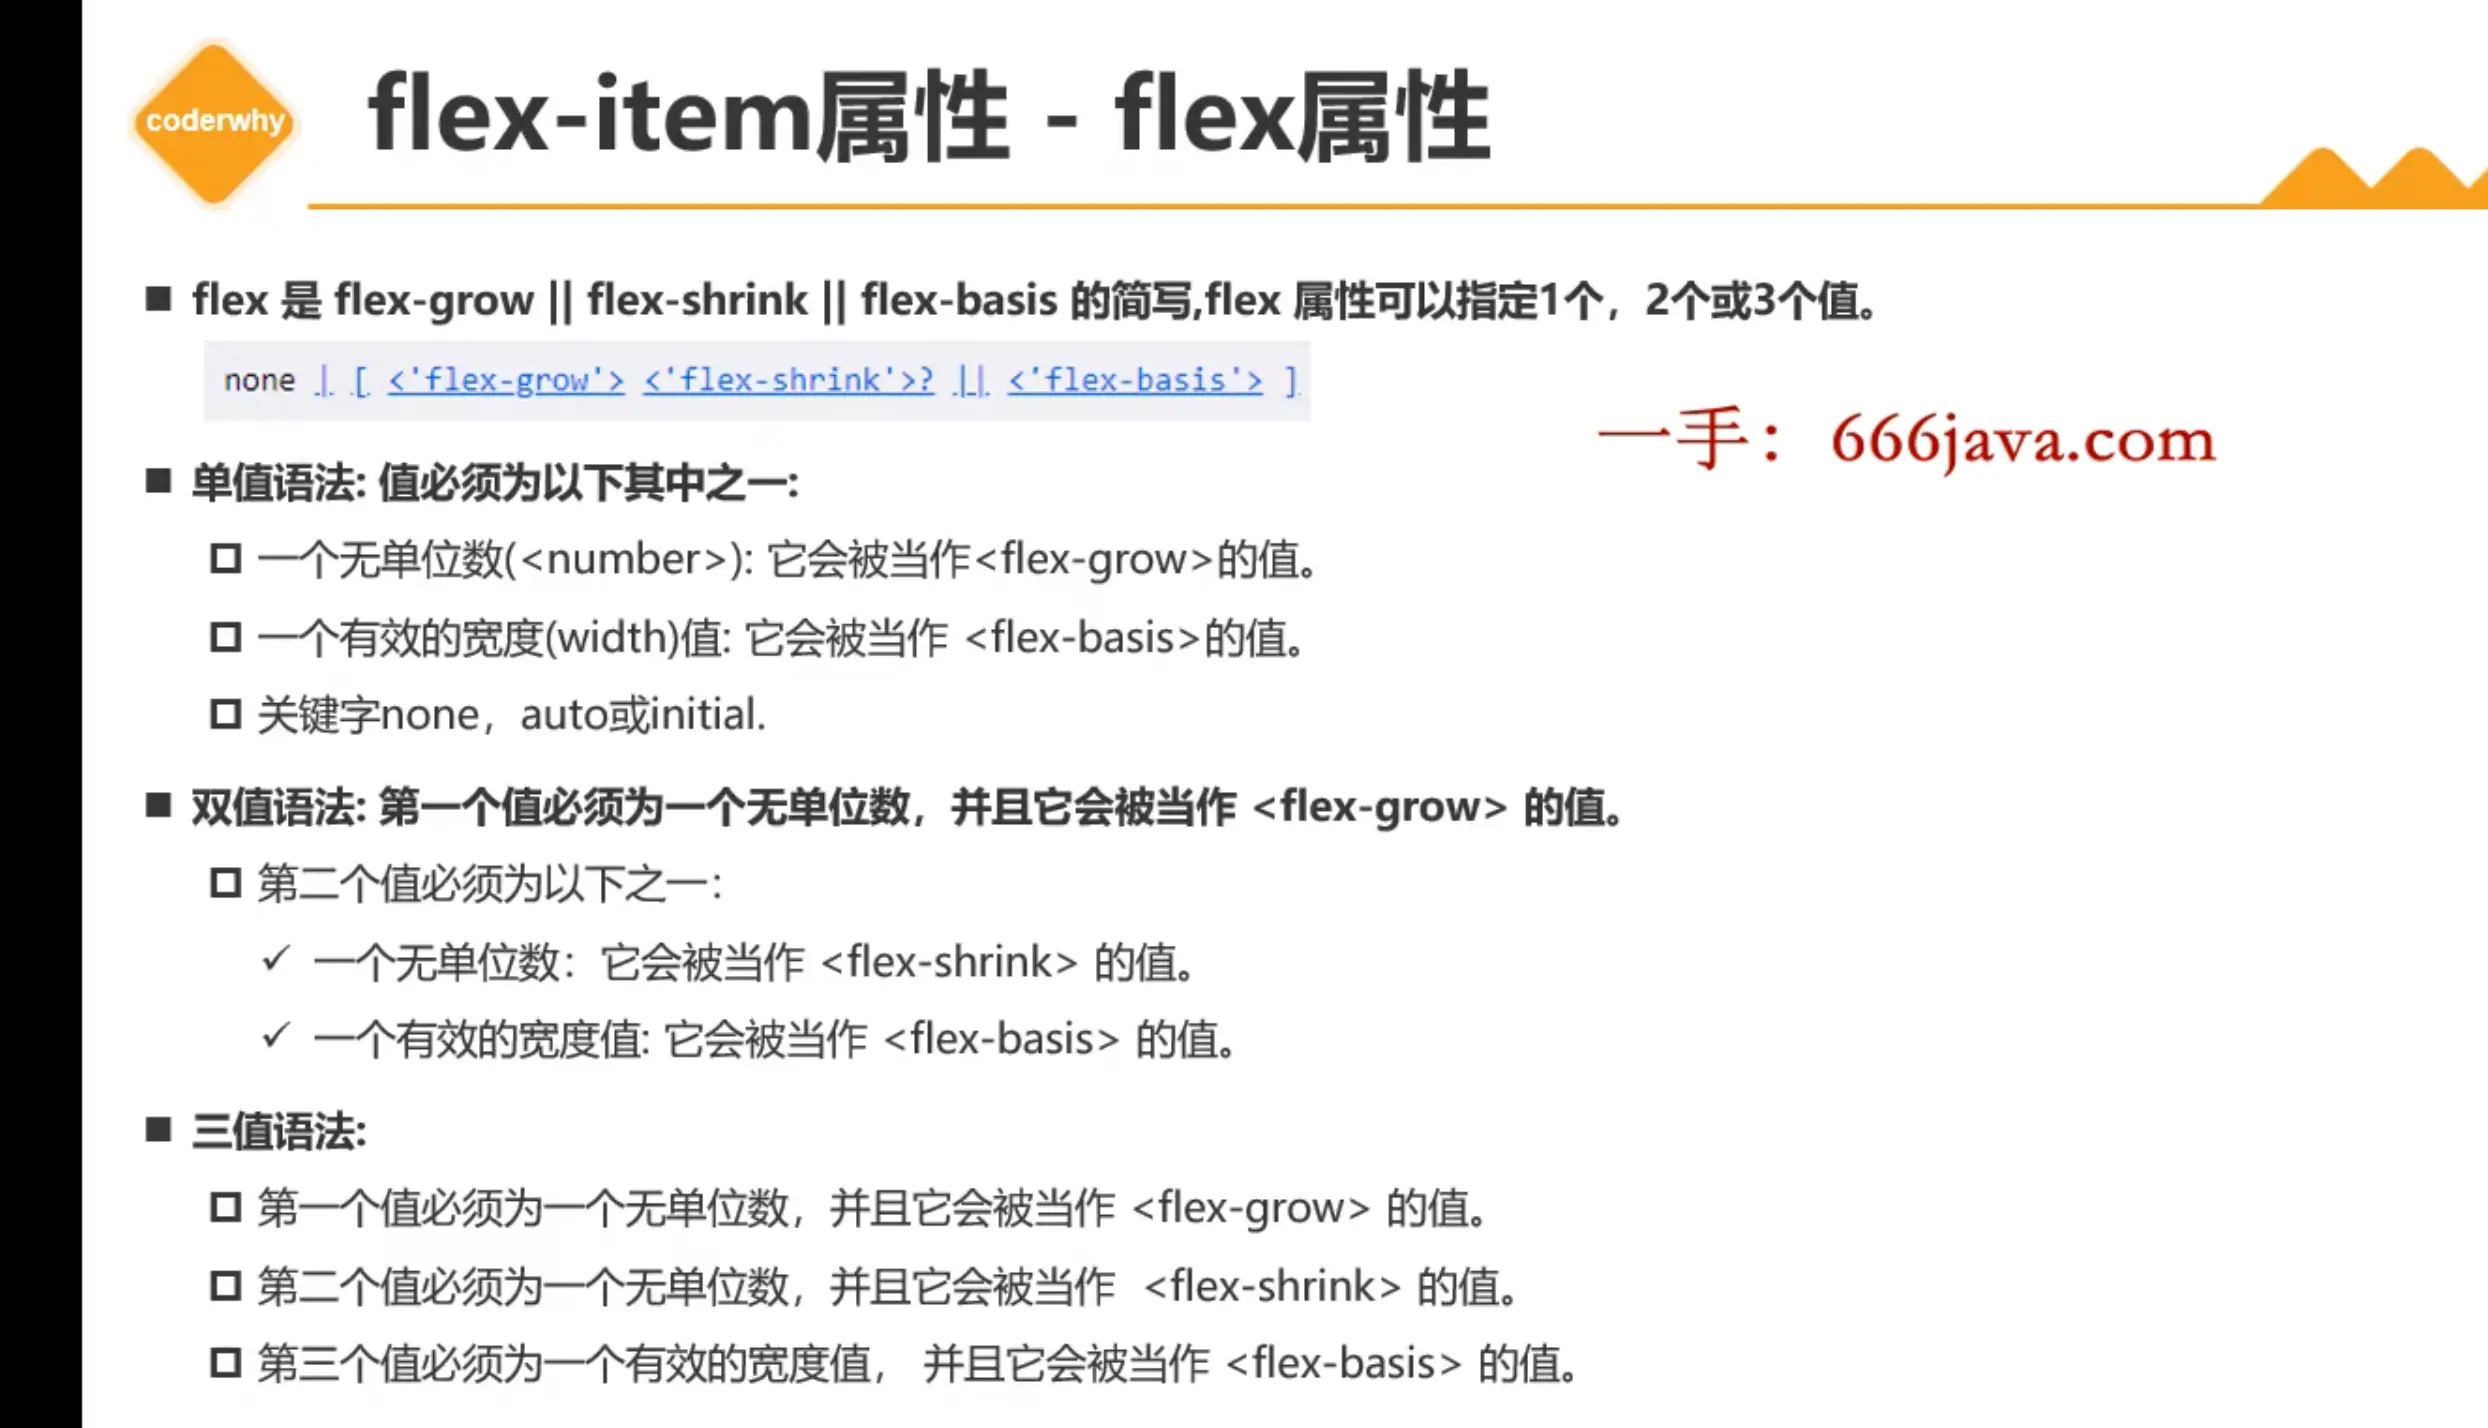 coderwhy
flex-item属性 - flex属性
■ flex 是 flex-grow || flex-shrink || flex-basis 的简写,flex 属性可以指定1个，2个或3个值。
none | [ <'flex-grow'> <'flex-shrink'>? || <'flex-basis'> ]
一手：666java.com
■ 单值语法: 值必须为以下其中之一:
一个无单位数(<number>): 它会被当作<flex-grow>的值。
一个有效的宽度(width)值: 它会被当作 <flex-basis>的值。
关键字none，auto或initial.
■ 双值语法: 第一个值必须为一个无单位数，并且它会被当作 <flex-grow> 的值。
第二个值必须为以下之一：
✓ 一个无单位数：它会被当作 <flex-shrink> 的值。
✓ 一个有效的宽度值: 它会被当作 <flex-basis> 的值。
■ 三值语法:
第一个值必须为一个无单位数，并且它会被当作 <flex-grow> 的值。
第二个值必须为一个无单位数，并且它会被当作 <flex-shrink> 的值。
第三个值必须为一个有效的宽度值， 并且它会被当作 <flex-basis> 的值。